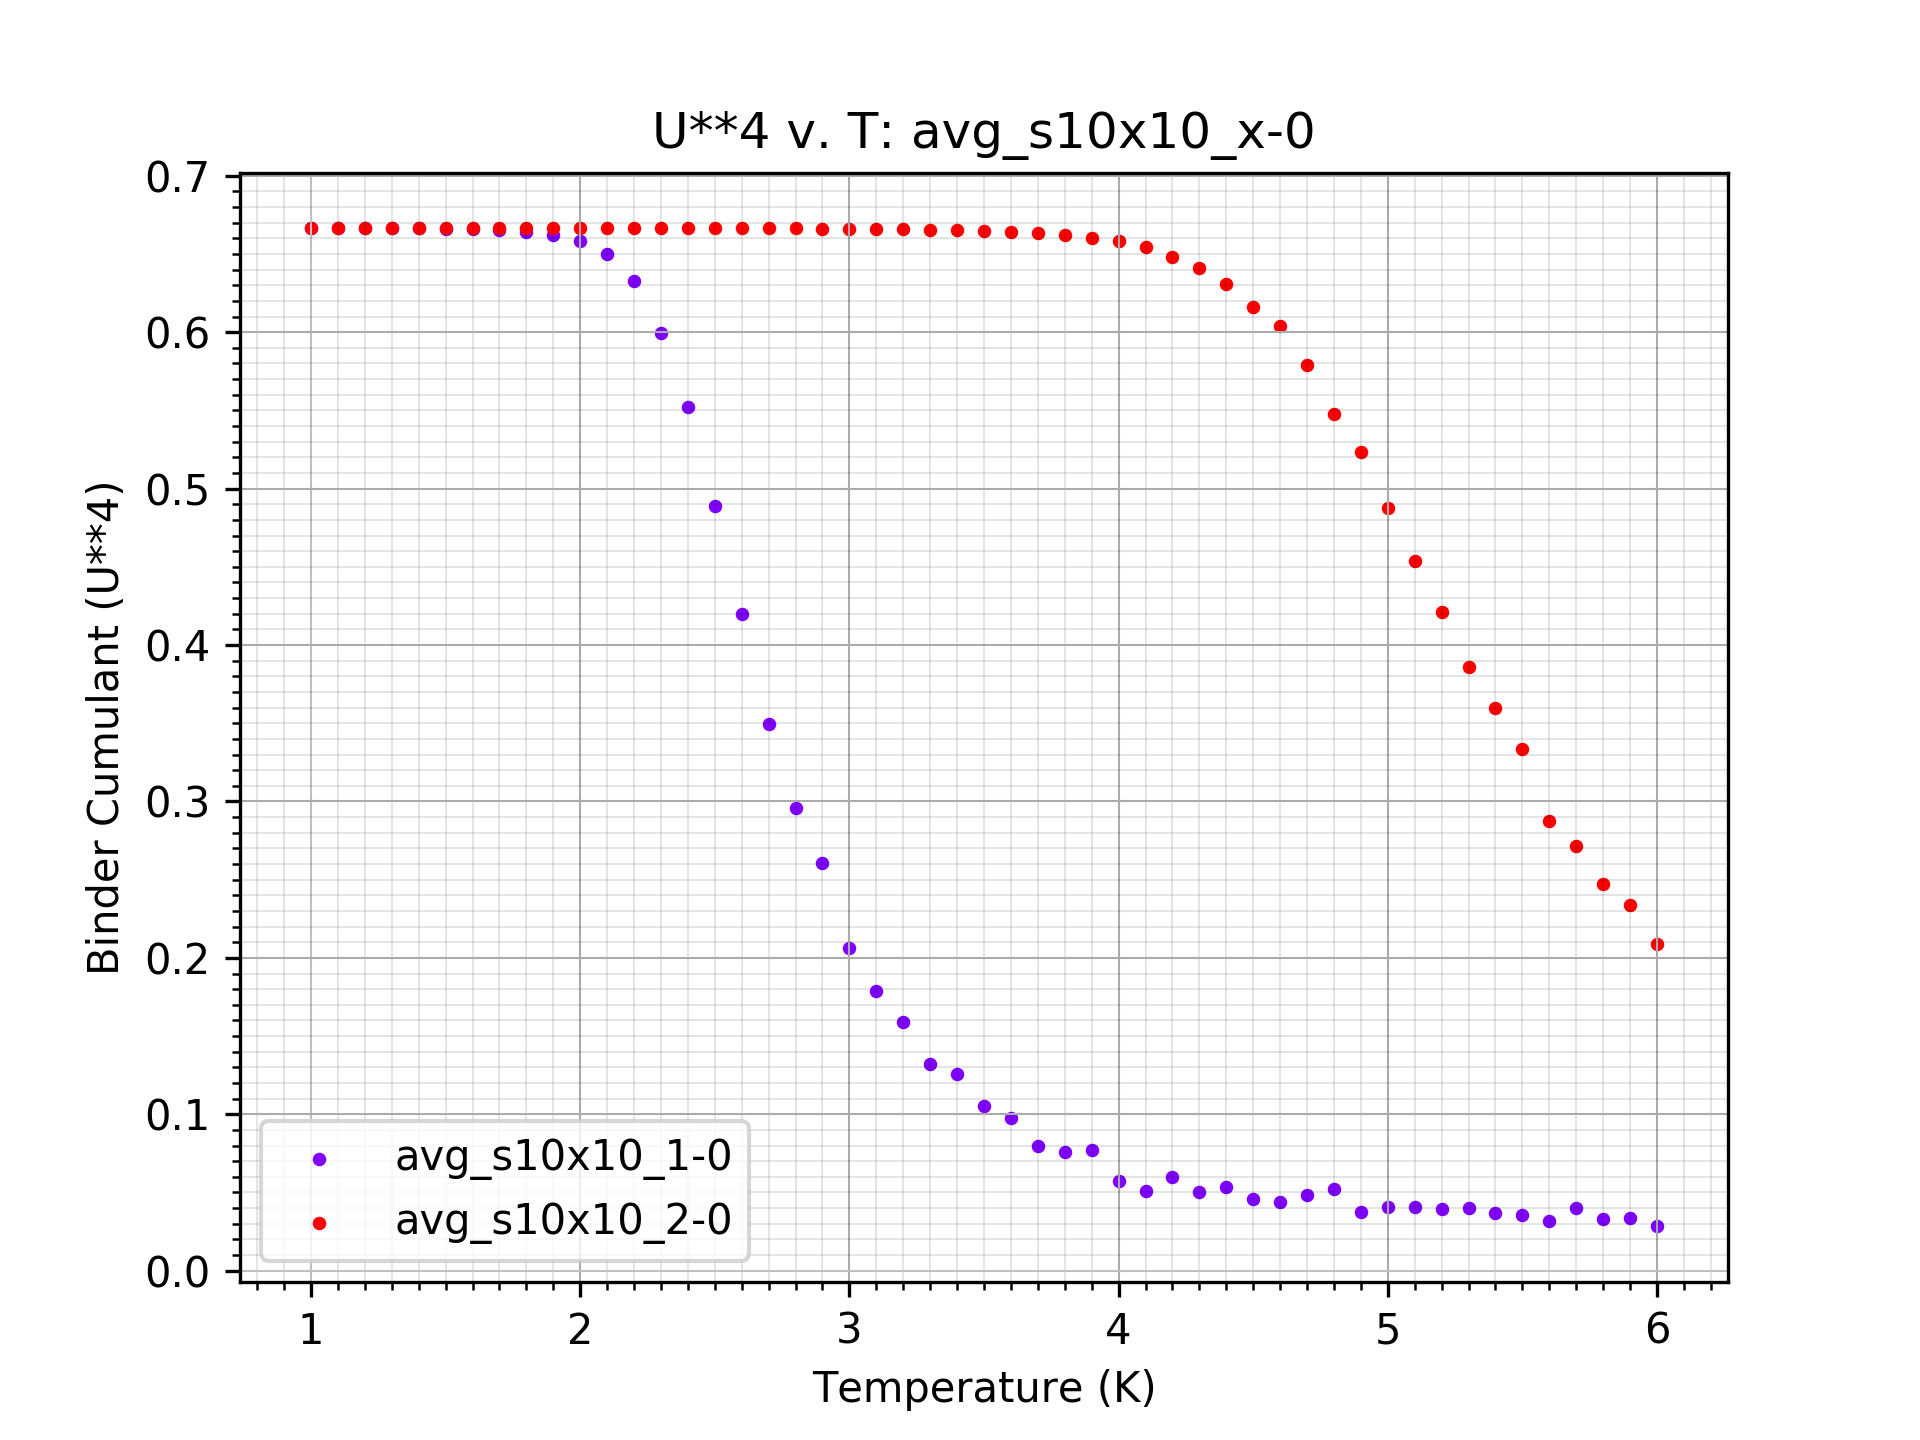 U**4 v. T: avg_s10x10_x-0
Binder Cumulant (U**4)
0.7
0.6
0.5
0.4
0.3
0.2
0.1
0.0
avg_s10x10_1-0
avg_s10x10_2-0
1 2 3 4 5 6
Temperature (K)